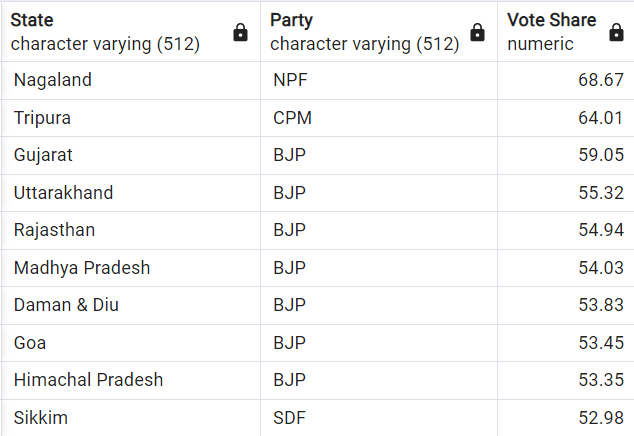 State Party Vote Share
character varying (512) character varying (512) numeric
Nagaland NPF 68.67
Tripura CPM 64.01
Gujarat BJP 59.05
Uttarakhand BJP 55.32
Rajasthan BJP 54.94
Madhya Pradesh BJP 54.03
Daman & Diu BJP 53.83
Goa BJP 53.45
Himachal Pradesh BJP 53.35
Sikkim SDF 52.98